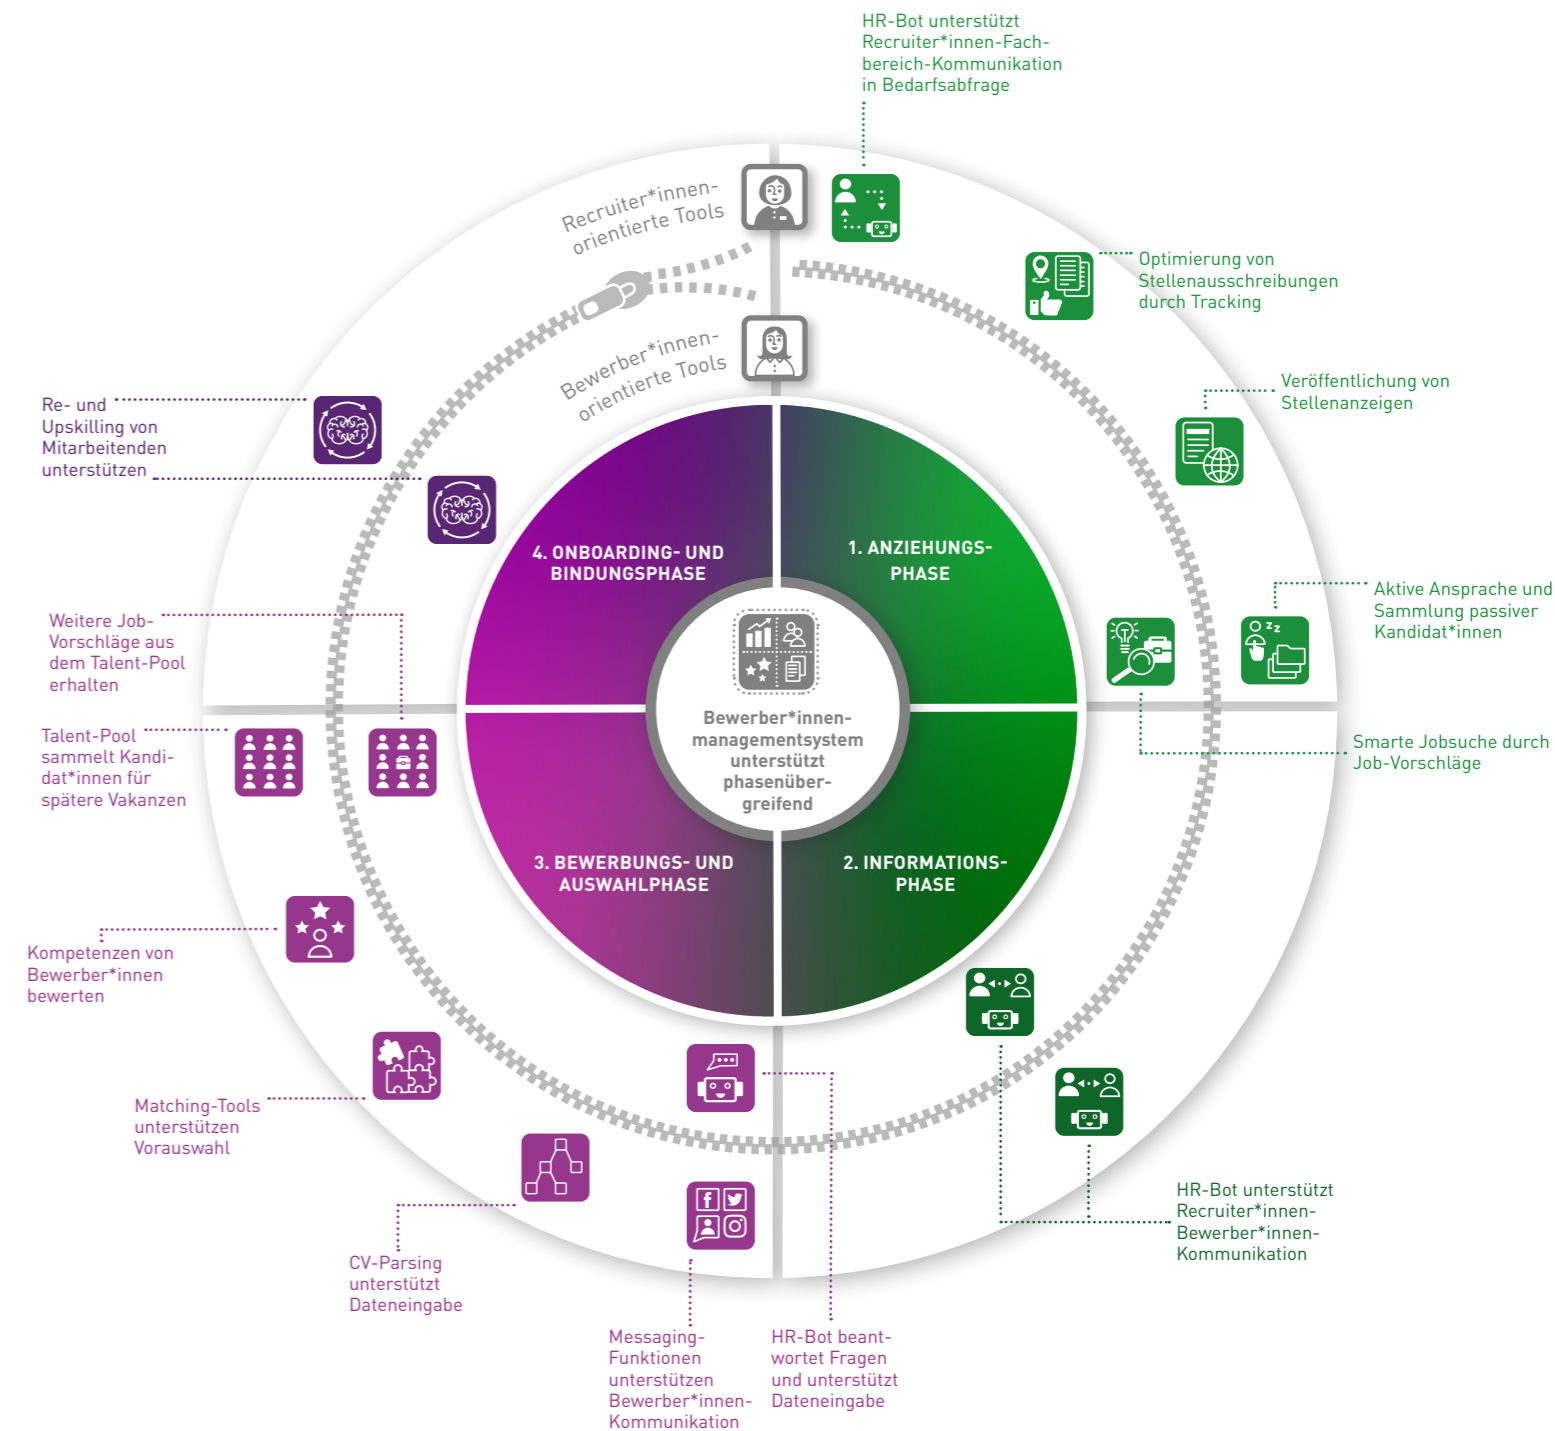 HR-Bot unterstützt
Recruiter*innen-Fach-
bereich-Kommunikation
in Bedarfsabfrage
Recruiter*innen-
orientierte Tools
Bewerber*innen-
orientierte Tools
Optimierung von
Stellenausschreibungen
durch Tracking
Veröffentlichung von
Stellenanzeigen
Aktive Ansprache und
Sammlung passiver
Kandidat*innen
Smarte Jobsuche durch
Job-Vorschläge
Re- und
Upskilling von
Mitarbeitenden
unterstützen
Weitere Job-
Vorschläge aus
dem Talent-Pool
erhalten
Talent-Pool
sammelt Kandi-
dat*innen für
spätere Vakanzen
4. ONBOARDING- UND
BINDUNGSPHASE
1. ANZIEHUNGS-
PHASE
Bewerber*innen-
managementsystem
unterstützt
phasenüber-
greifend
3. BEWERBUNGS- UND
AUSWAHLPHASE
2. INFORMATIONS-
PHASE
Kompetenzen von
Bewerber*innen
bewerten
Matching-Tools
unterstützen
Vorauswahl
CV-Parsing
unterstützt
Dateneingabe
Messaging-
Funktionen
unterstützen
Bewerber*innen-
Kommunikation
HR-Bot beant-
wortet Fragen
und unterstützt
Dateneingabe
HR-Bot unterstützt
Recruiter*innen-
Bewerber*innen-
Kommunikation